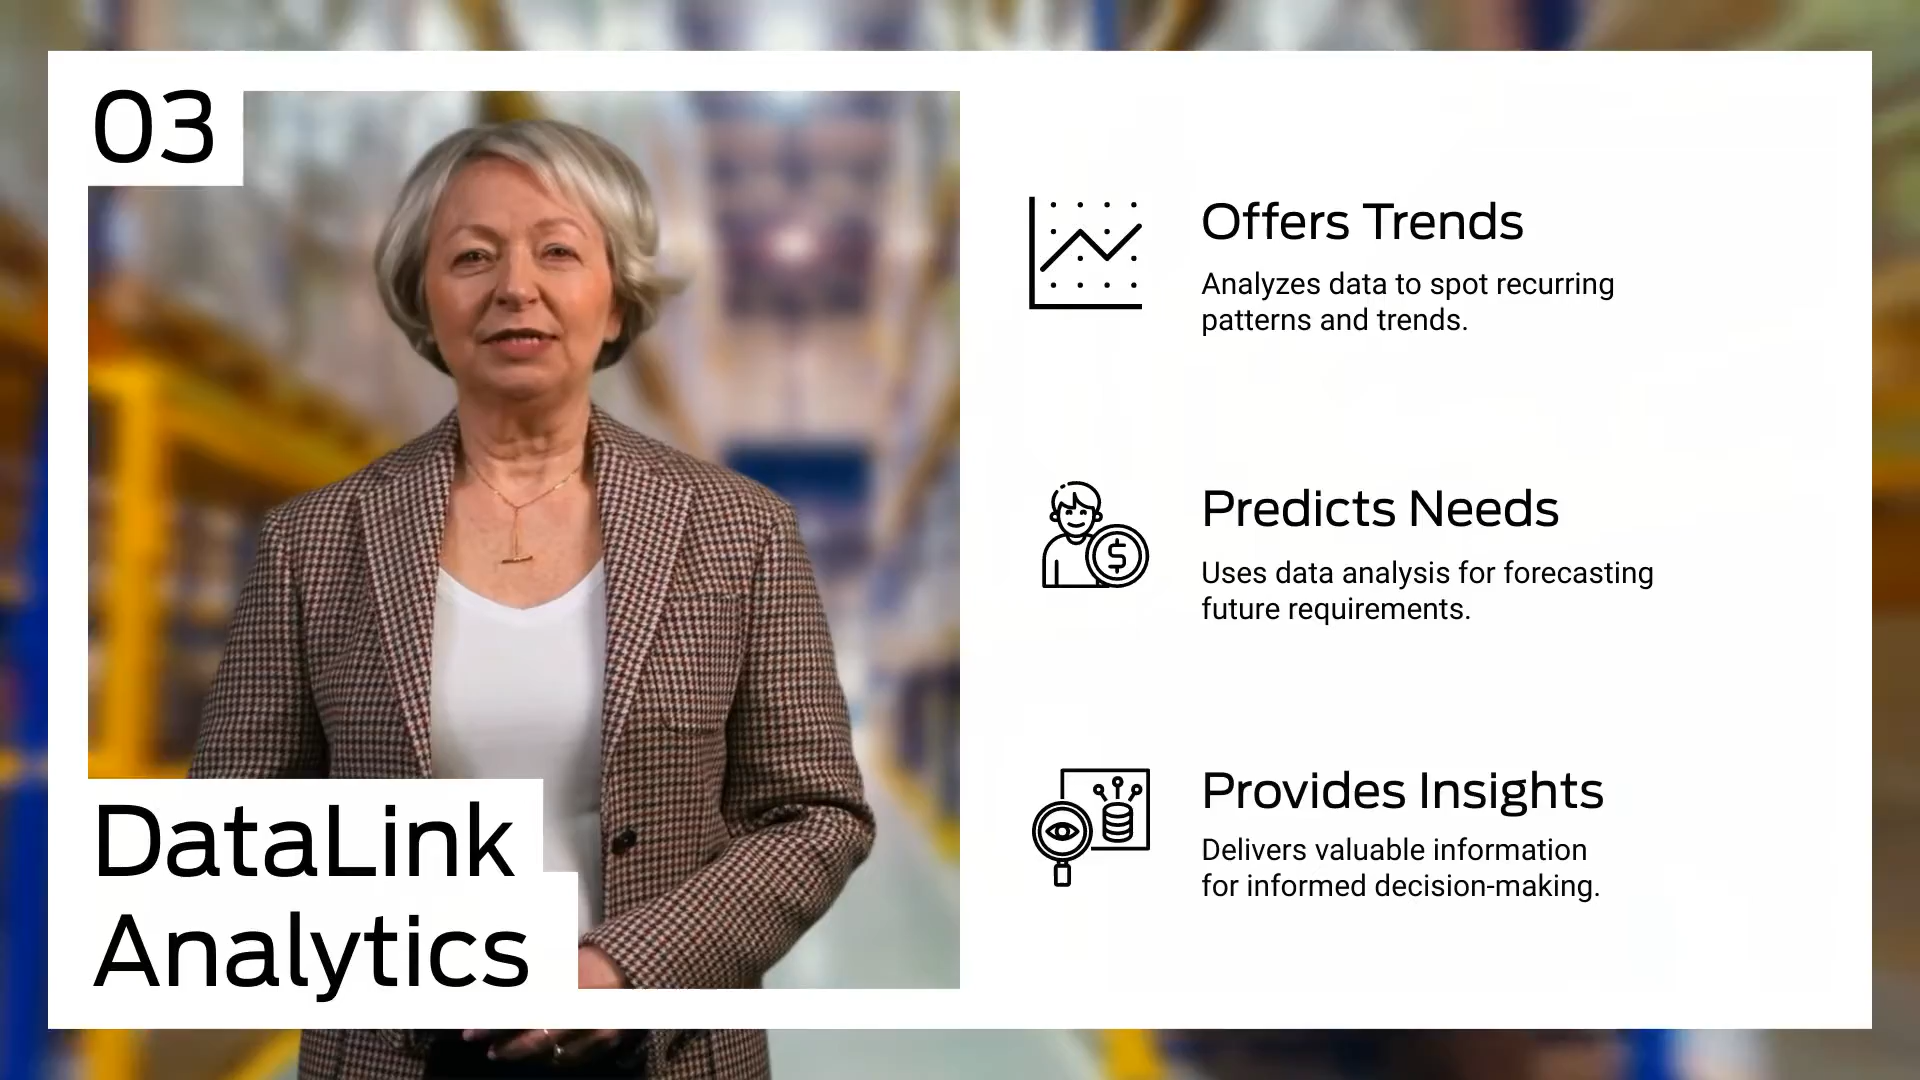 03
DataLink
Analytics
Offers Trends
Analyzes data to spot recurring
patterns and trends.
Predicts Needs
$
Uses data analysis for forecasting
future requirements.
Provides Insights
Delivers valuable information
for informed decision-making.